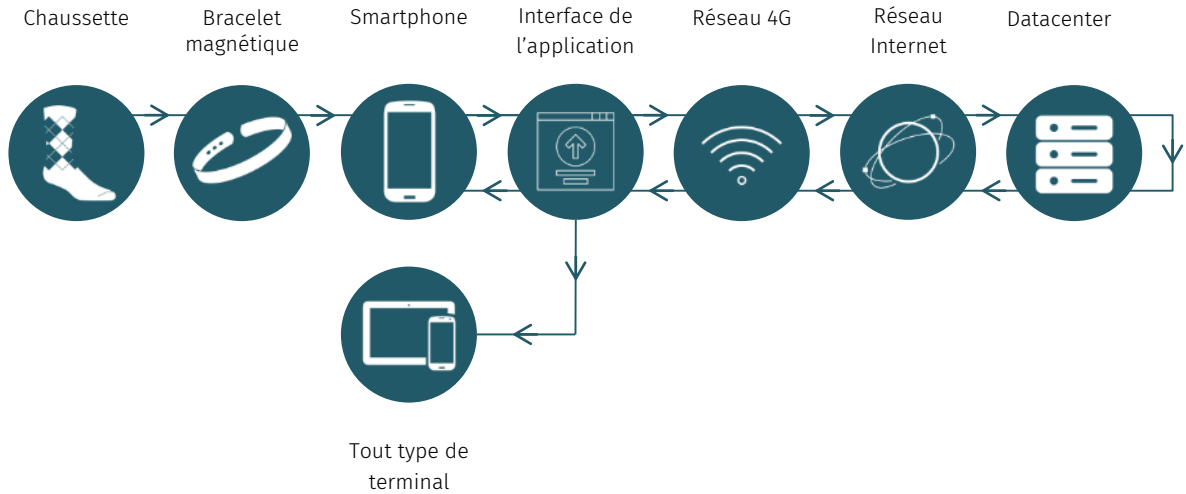 Chaussette
Bracelet
magnétique
Smartphone
Interface de
l’application
Réseau 4G
Réseau
Internet
Datacenter
Tout type de
terminal